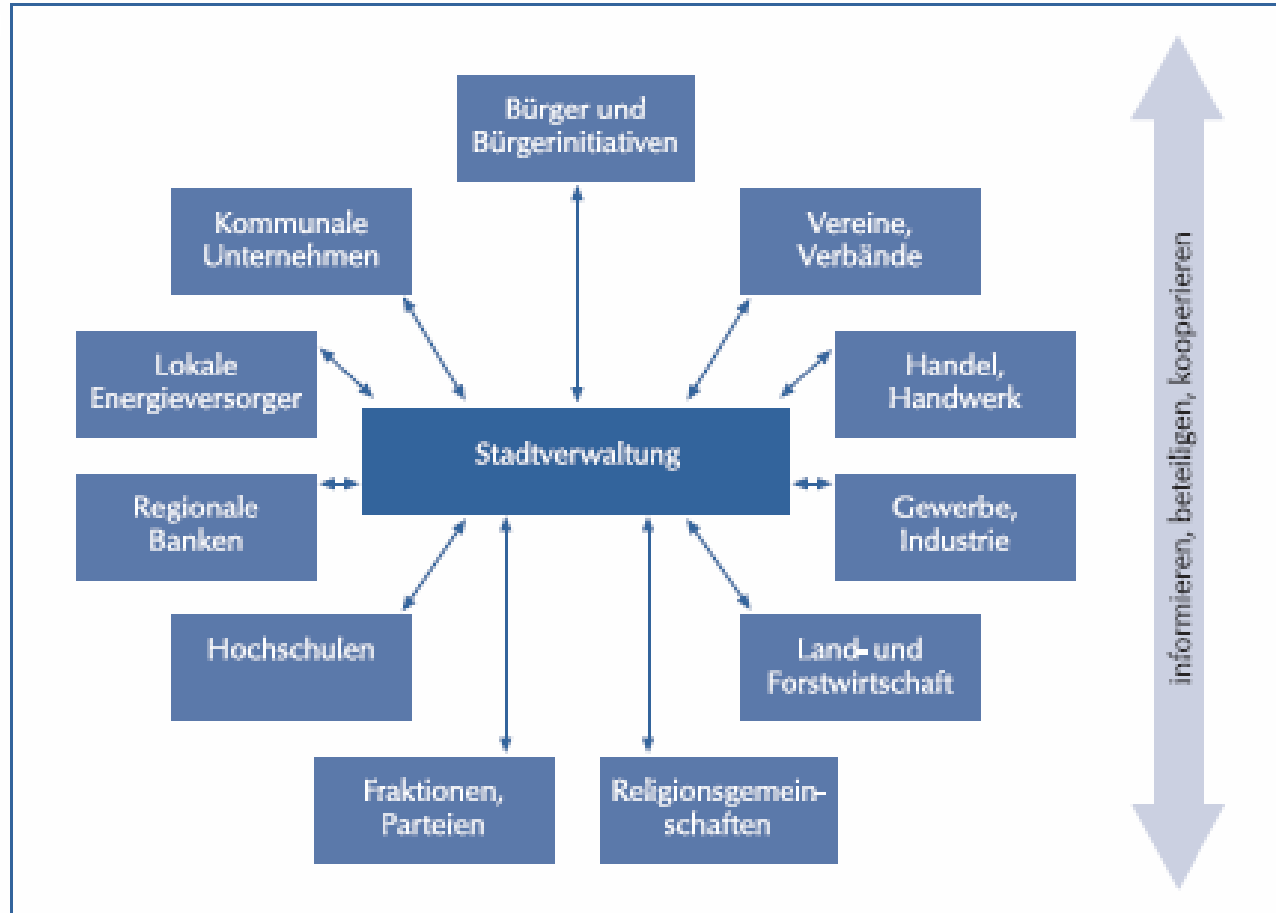 Bürger und
Bürgerinitiativen
Kommunale
Unternehmen
Vereine,
Verbände
Lokale
Energieversorger
Handel,
Handwerk
Stadtverwaltung
Regionale
Banken
Gewerbe,
Industrie
Hochschulen
Land- und
Forstwirtschaft
Fraktionen,
Parteien
Religionsgemein-
schaften
informieren, beteiligen, kooperieren